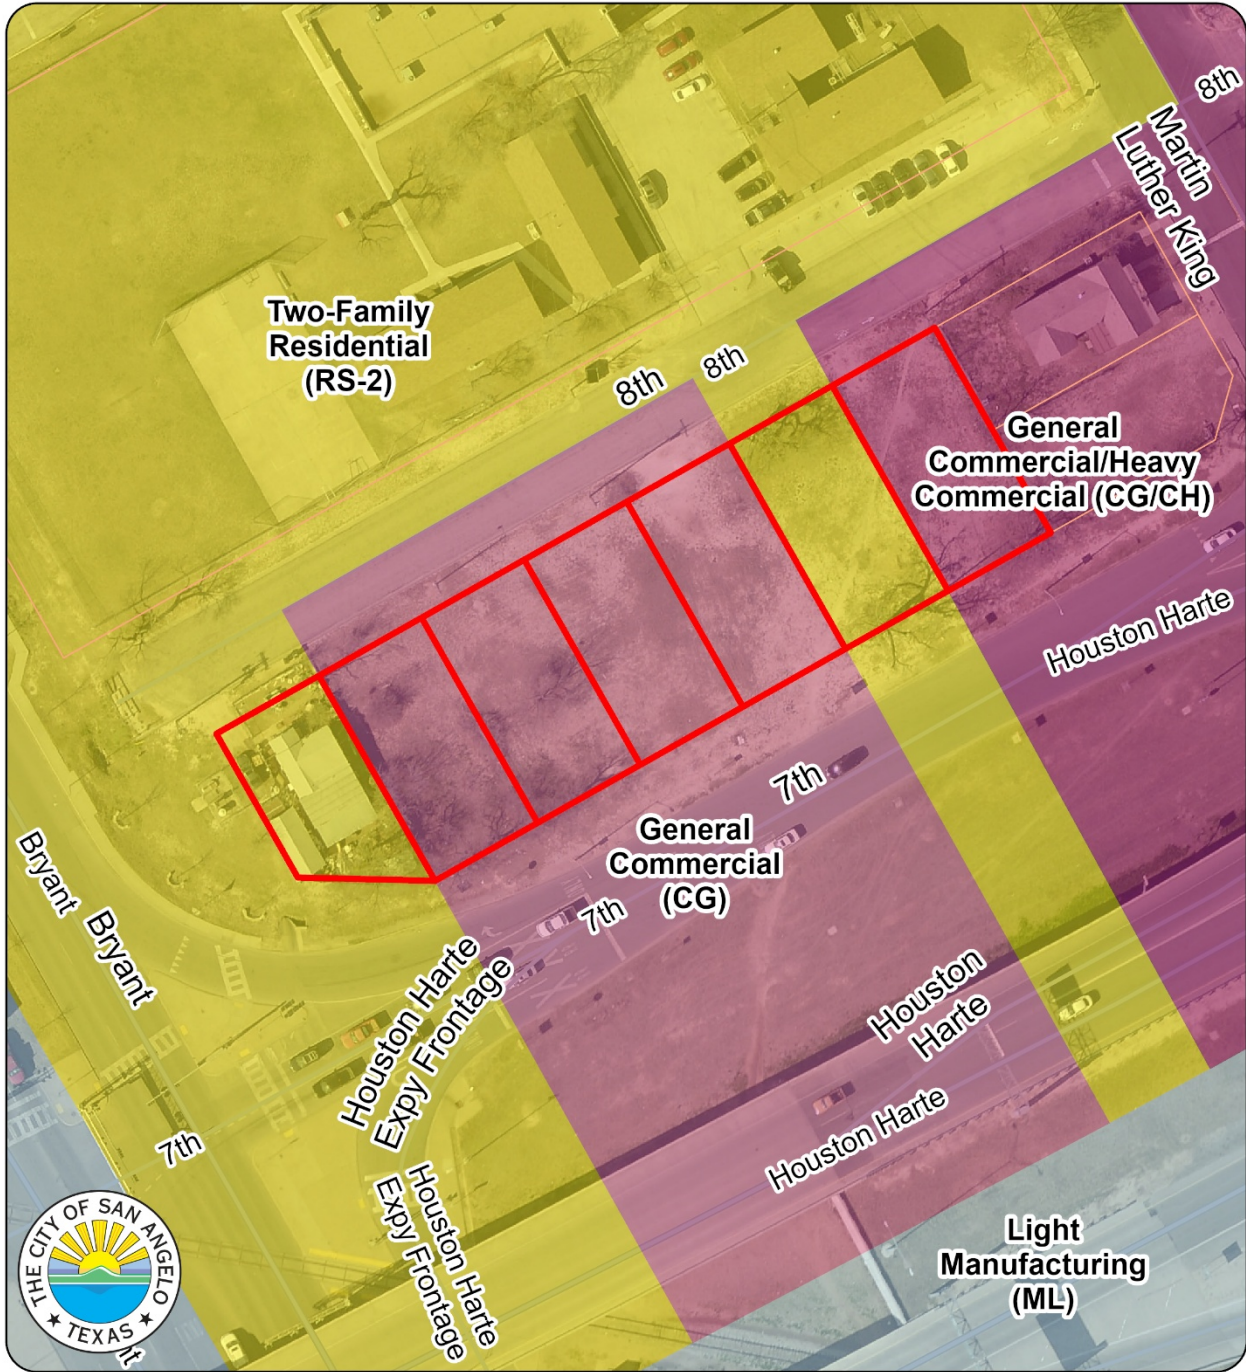 8th
Martin
Luther King
Two-Family
Residential
(RS-2)
8th
8th
General
Commercial/Heavy
Commercial (CG/CH)
Houston Harte
7th
General
Commercial
(CG)
7th
Bryant
Bryant
Houston Harte
Expy Frontage
Houston
Harte
Houston Harte
7th
Houston Harte
Expy Frontage
Light
Manufacturing
(ML)
THE CITY OF SAN ANGELO
★ TEXAS ★
nt